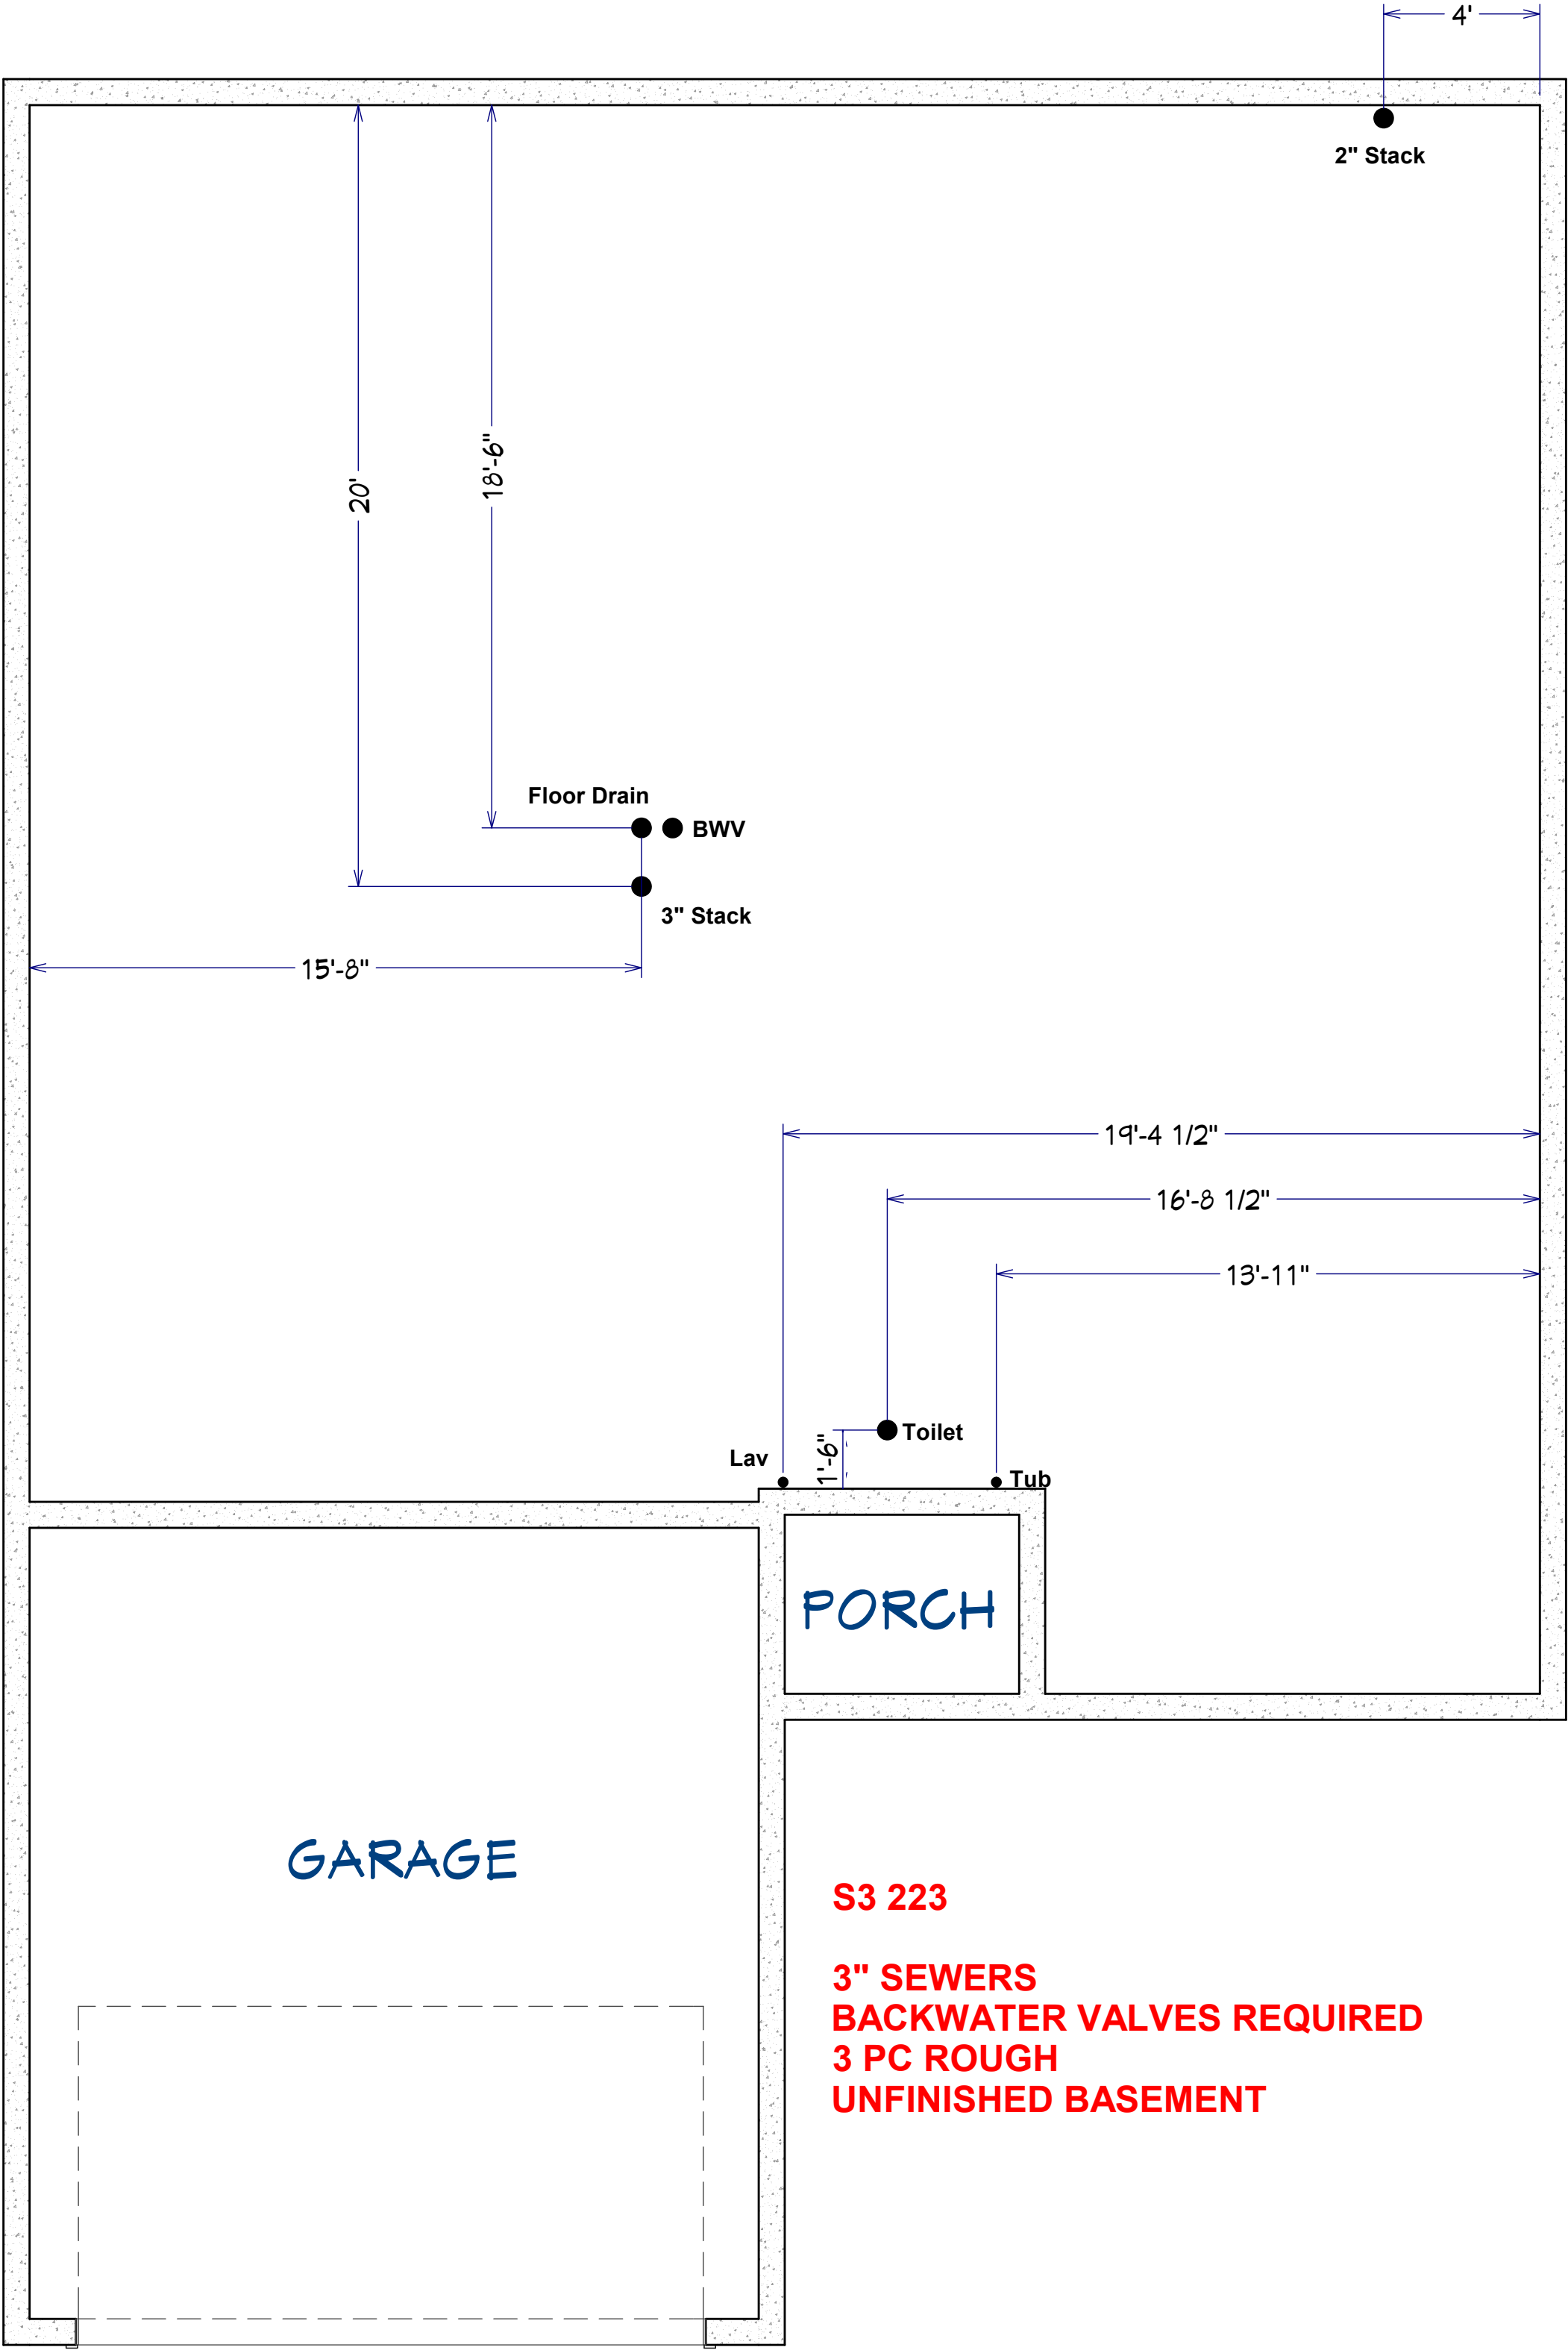 4'
2" Stack
18'-6"
20'
Floor Drain
BWV
3" Stack
15'-8"
19'-4 1/2"
16'-8 1/2"
13'-11"
Toilet
1'-6"
Lav
Tub
PORCH
GARAGE
S3 223
3" SEWERS
BACKWATER VALVES REQUIRED
3 PC ROUGH
UNFINISHED BASEMENT